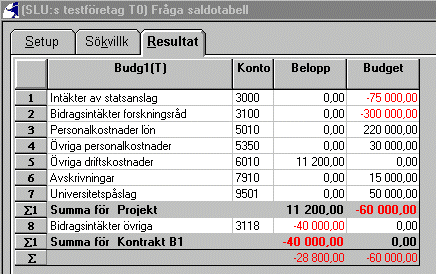 (SLU:s testföretag T0) Fråga saldotabell
Setup Sökvillk Resultat
Budg1(T) Konto Belopp Budget
1 Intäkter av statsanslag 3000 0,00 -75 000,00
2 Bidragsintäkter forskningsråd 3100 0,00 -300 000,00
3 Personalkostnader lön 5010 0,00 220 000,00
4 Övriga personalkostnader 5350 0,00 30 000,00
5 Övriga driftskostnader 6010 11 200,00 0,00
6 Avskrivningar 7910 0,00 15 000,00
7 Universitetspåslag 9501 0,00 50 000,00
Σ1 Summa för Projekt 11 200,00 -60 000,00
8 Bidragsintäkter övriga 3118 -40 000,00 0,00
Σ1 Summa för Kontrakt B1 -40 000,00 0,00
Σ -28 800,00 -60 000,00